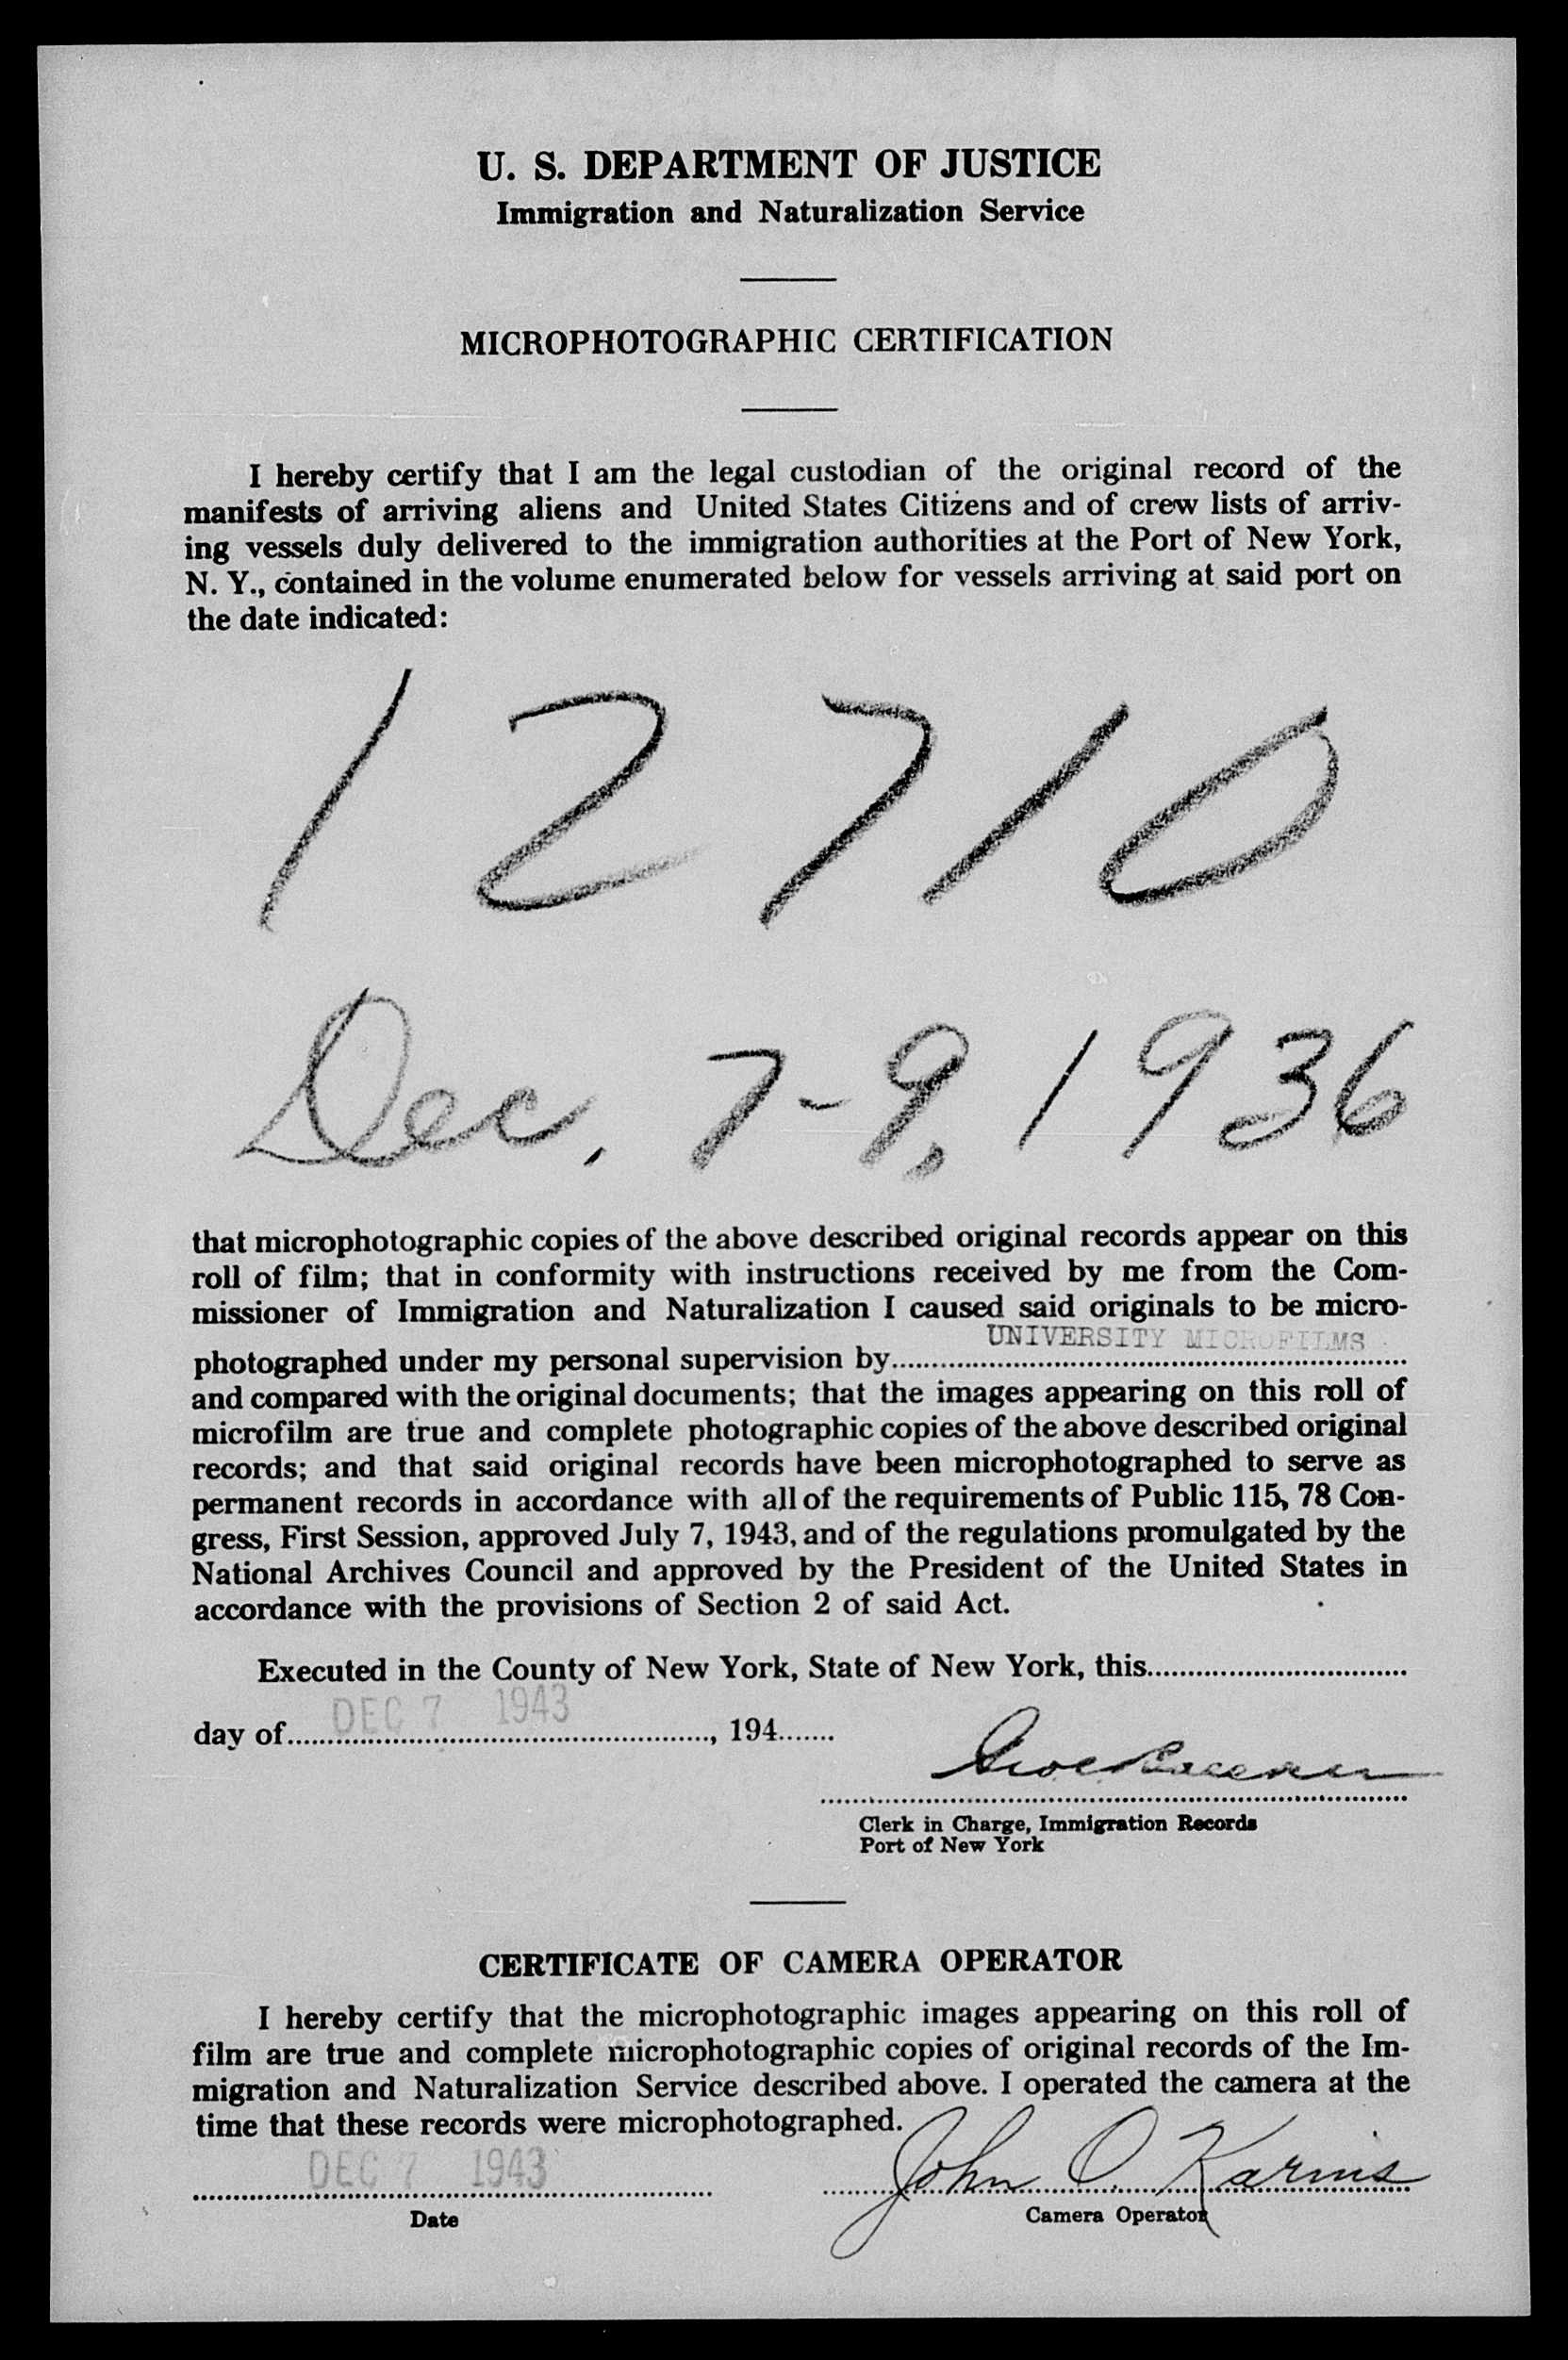 U. S. DEPARTMENT OF JUSTICE
Immigration and Naturalization Service
MICROPHOTOGRAPHIC CERTIFICATION
I hereby certify that I am the legal custodian of the original record of the
manifests of arriving aliens and United States Citizens and of crew lists of arriv-
ing vessels duly delivered to the immigration authorities at the Port of New York,
N. Y., contained in the volume enumerated below for vessels arriving at said port on
the date indicated:
12710
Dec. 7-9, 1936
that microphotographic copies of the above described original records appear on this
roll of film; that in conformity with instructions received by me from the Com-
missioner of Immigration and Naturalization I caused said originals to be micro-
UNIVERSITY MICROFILMS
photographed under my personal supervision by
and compared with the original documents; that the images appearing on this roll of
microfilm are true and complete photographic copies of the above described original
records; and that said original records have been microphotographed to serve as
permanent records in accordance with all of the requirements of Public 115, 78 Con-
gress, First Session, approved July 7, 1943, and of the regulations promulgated by the
National Archives Council and approved by the President of the United States in
accordance with the provisions of Section 2 of said Act.
Executed in the County of New York, State of New York, this
DEC 7 1943
day of , 194
Clerk in Charge, Immigration Records
Port of New York
CERTIFICATE OF CAMERA OPERATOR
I hereby certify that the microphotographic images appearing on this roll of
film are true and complete microphotographic copies of original records of the Im-
migration and Naturalization Service described above. I operated the camera at the
time that these records were microphotographed.
DEC 7 1943 John O. Karins
Date Camera Operator